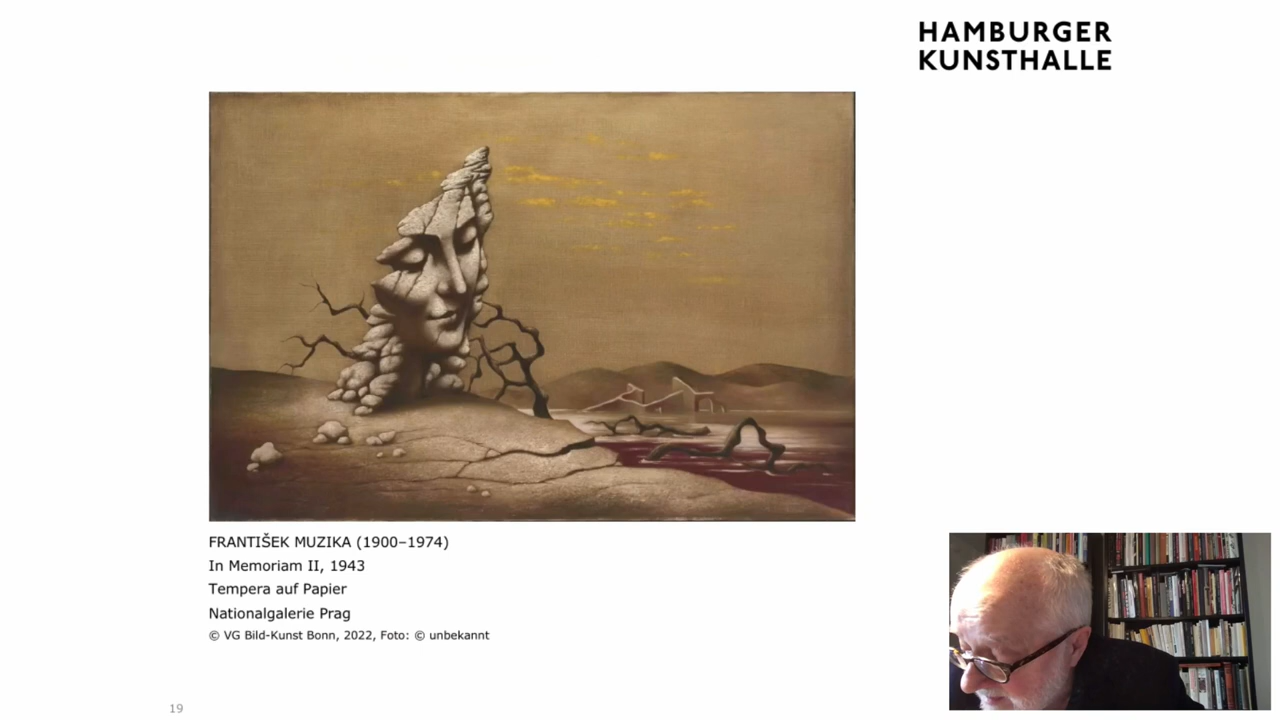 HAMBURGER
KUNSTHALLE
FRANTIŠEK MUZIKA (1900–1974)
In Memoriam II, 1943
Tempera auf Papier
Nationalgalerie Prag
© VG Bild-Kunst Bonn, 2022, Foto: © unbekannt
19